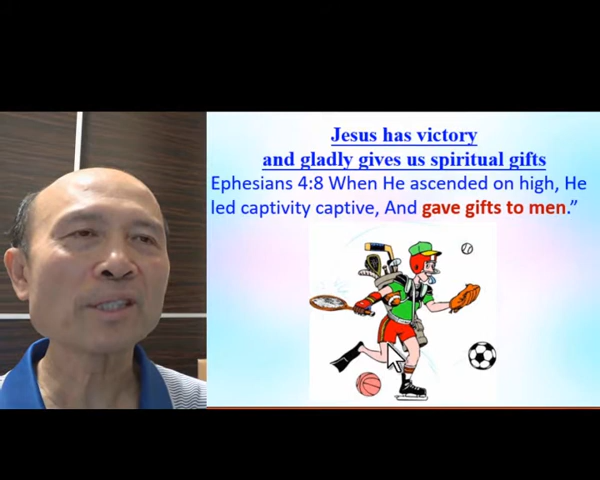 Jesus has victory
and gladly gives us spiritual gifts
Ephesians 4:8 When He ascended on high, He
led captivity captive, And gave gifts to men.”